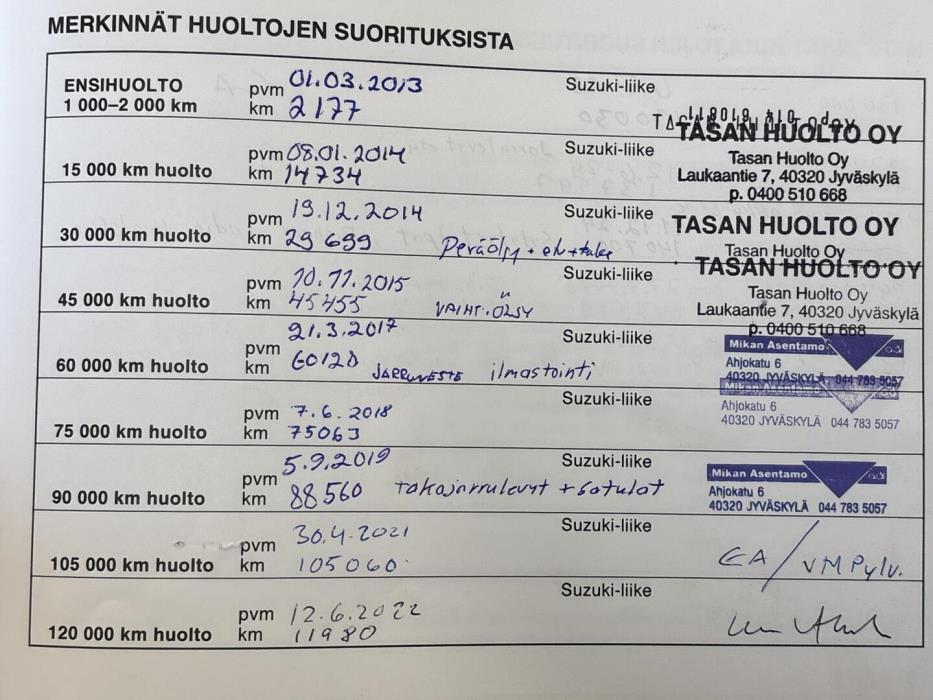 MERKINNÄT HUOLTOJEN SUORITUKSISTA
ENSIHUOLTO pvm 01.03.2013 Suzuki-liike
1 000–2 000 km km 2177
TASAN HUOLTO OY
15 000 km huolto pvm 08.01.2014 Suzuki-liike Tasan Huolto Oy
km 14734 Laukaantie 7, 40320 Jyväskylä
p. 0400 510 668
30 000 km huolto pvm 19.12.2014 Suzuki-liike TASAN HUOLTO OY
km 29699 Peräöljy + Tasan Huolto Oy
TASAN HUOLTO OY
45 000 km huolto pvm 10.11.2015 Suzuki-liike Tasan Huolto Oy
km 45455 VAIHT.ÖLJY Laukaantie 7, 40320 Jyväskylä
p. 0400 510 668
60 000 km huolto pvm 21.3.2017 Suzuki-liike Mikan Asentamo ad
km 60120 JARRUNESTE ilmastointi Ahjokatu 6
40320 JYVÄSKYLÄ 044 783 5057
75 000 km huolto pvm 7.6.2018 Suzuki-liike Mikan Asentamo
km 75063 Ahjokatu 6
40320 JYVÄSKYLÄ 044 783 5057
90 000 km huolto pvm 5.9.2019 Suzuki-liike Mikan Asentamo ad
km 88560 takajarrulevyt + satulat Ahjokatu 6
40320 JYVÄSKYLÄ 044 783 5057
105 000 km huolto pvm 30.4.2021 Suzuki-liike
km 105060 EA / VM Pylv.
120 000 km huolto pvm 12.6.2022 Suzuki-liike
km 11980